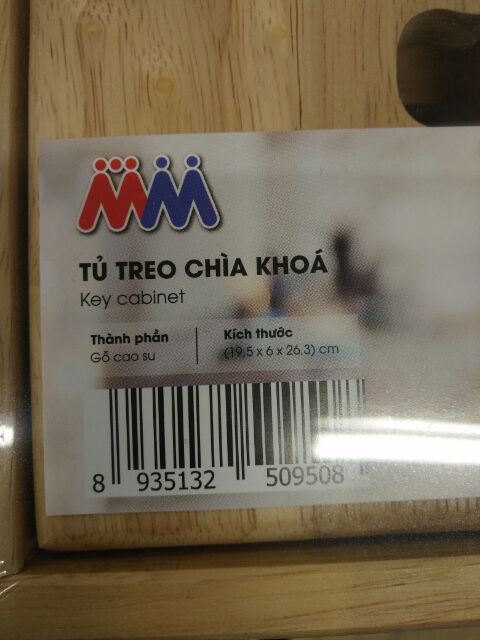 MM
TỦ TREO CHÌA KHOÁ
Key cabinet
Thành phần
Gỗ cao su
Kích thước
(19.5 x 6 x 26.3) cm
8 935132 509508